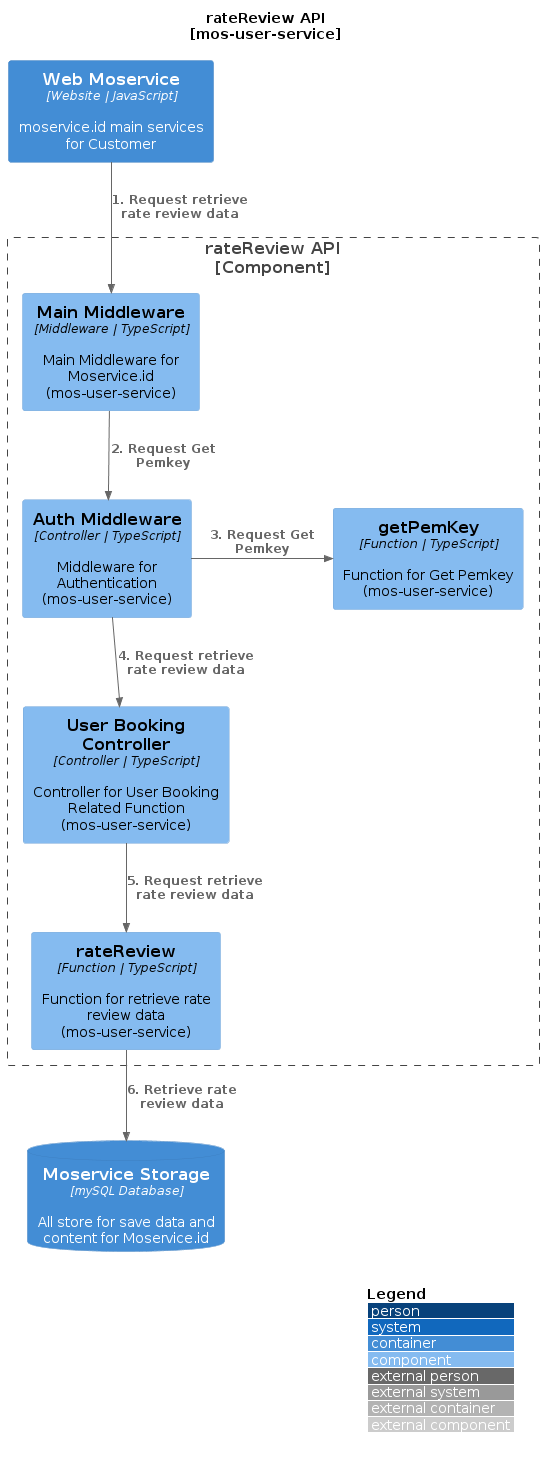 rateReview API
[mos-user-service]
Web Moservice
[Website | JavaScript]
moservice.id main services
for Customer
1. Request retrieve
rate review data
rateReview API
[Component]
Main Middleware
[Middleware | TypeScript]
Main Middleware for
Moservice.id
(mos-user-service)
2. Request Get
Pemkey
Auth Middleware
[Controller | TypeScript]
Middleware for
Authentication
(mos-user-service)
3. Request Get
Pemkey
getPemKey
[Function | TypeScript]
Function for Get Pemkey
(mos-user-service)
4. Request retrieve
rate review data
User Booking
Controller
[Controller | TypeScript]
Controller for User Booking
Related Function
(mos-user-service)
5. Request retrieve
rate review data
rateReview
[Function | TypeScript]
Function for retrieve rate
review data
(mos-user-service)
6. Retrieve rate
review data
Moservice Storage
[mySQL Database]
All store for save data and
content for Moservice.id
Legend
person
system
container
component
external person
external system
external container
external component